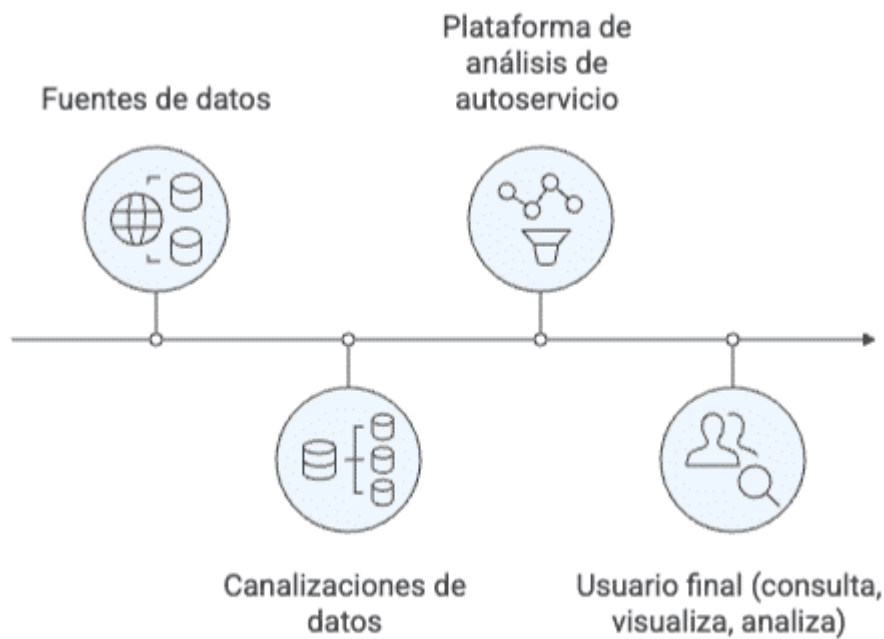 Fuentes de datos
Canalizaciones de
datos
Plataforma de
análisis de
autoservicio
Usuario final (consulta,
visualiza, analiza)